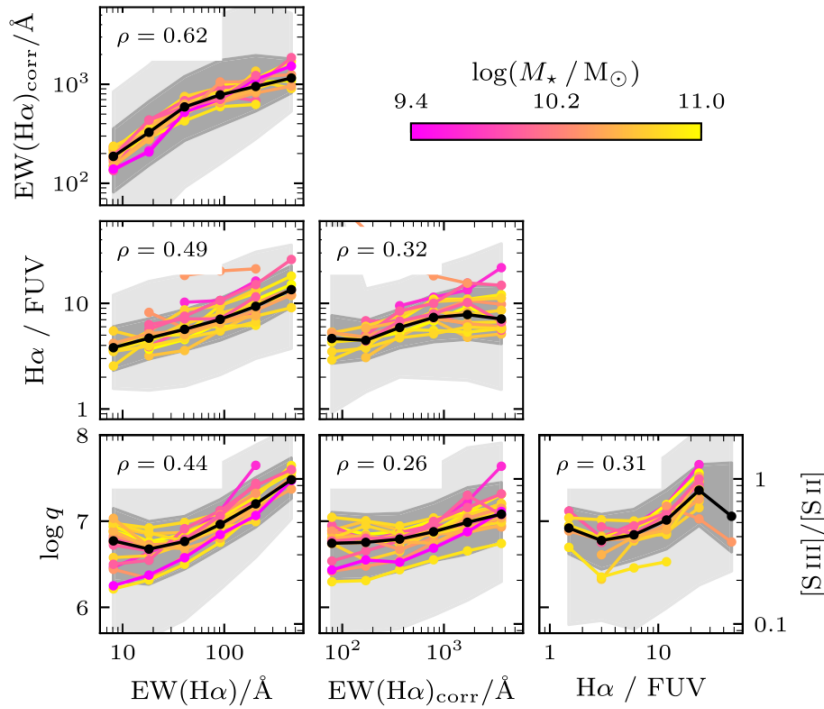 EW(Hα)corr/Å
10³
10²
ρ = 0.62
log(M⋆ / M⊙)
9.4 10.2 11.0
Hα / FUV
10
1
ρ = 0.49
ρ = 0.32
log q
8
7
6
ρ = 0.44
ρ = 0.26
ρ = 0.31
1
0.1
[S III]/[S II]
10 100
10² 10³
1 10
EW(Hα)/Å
EW(Hα)corr/Å
Hα / FUV